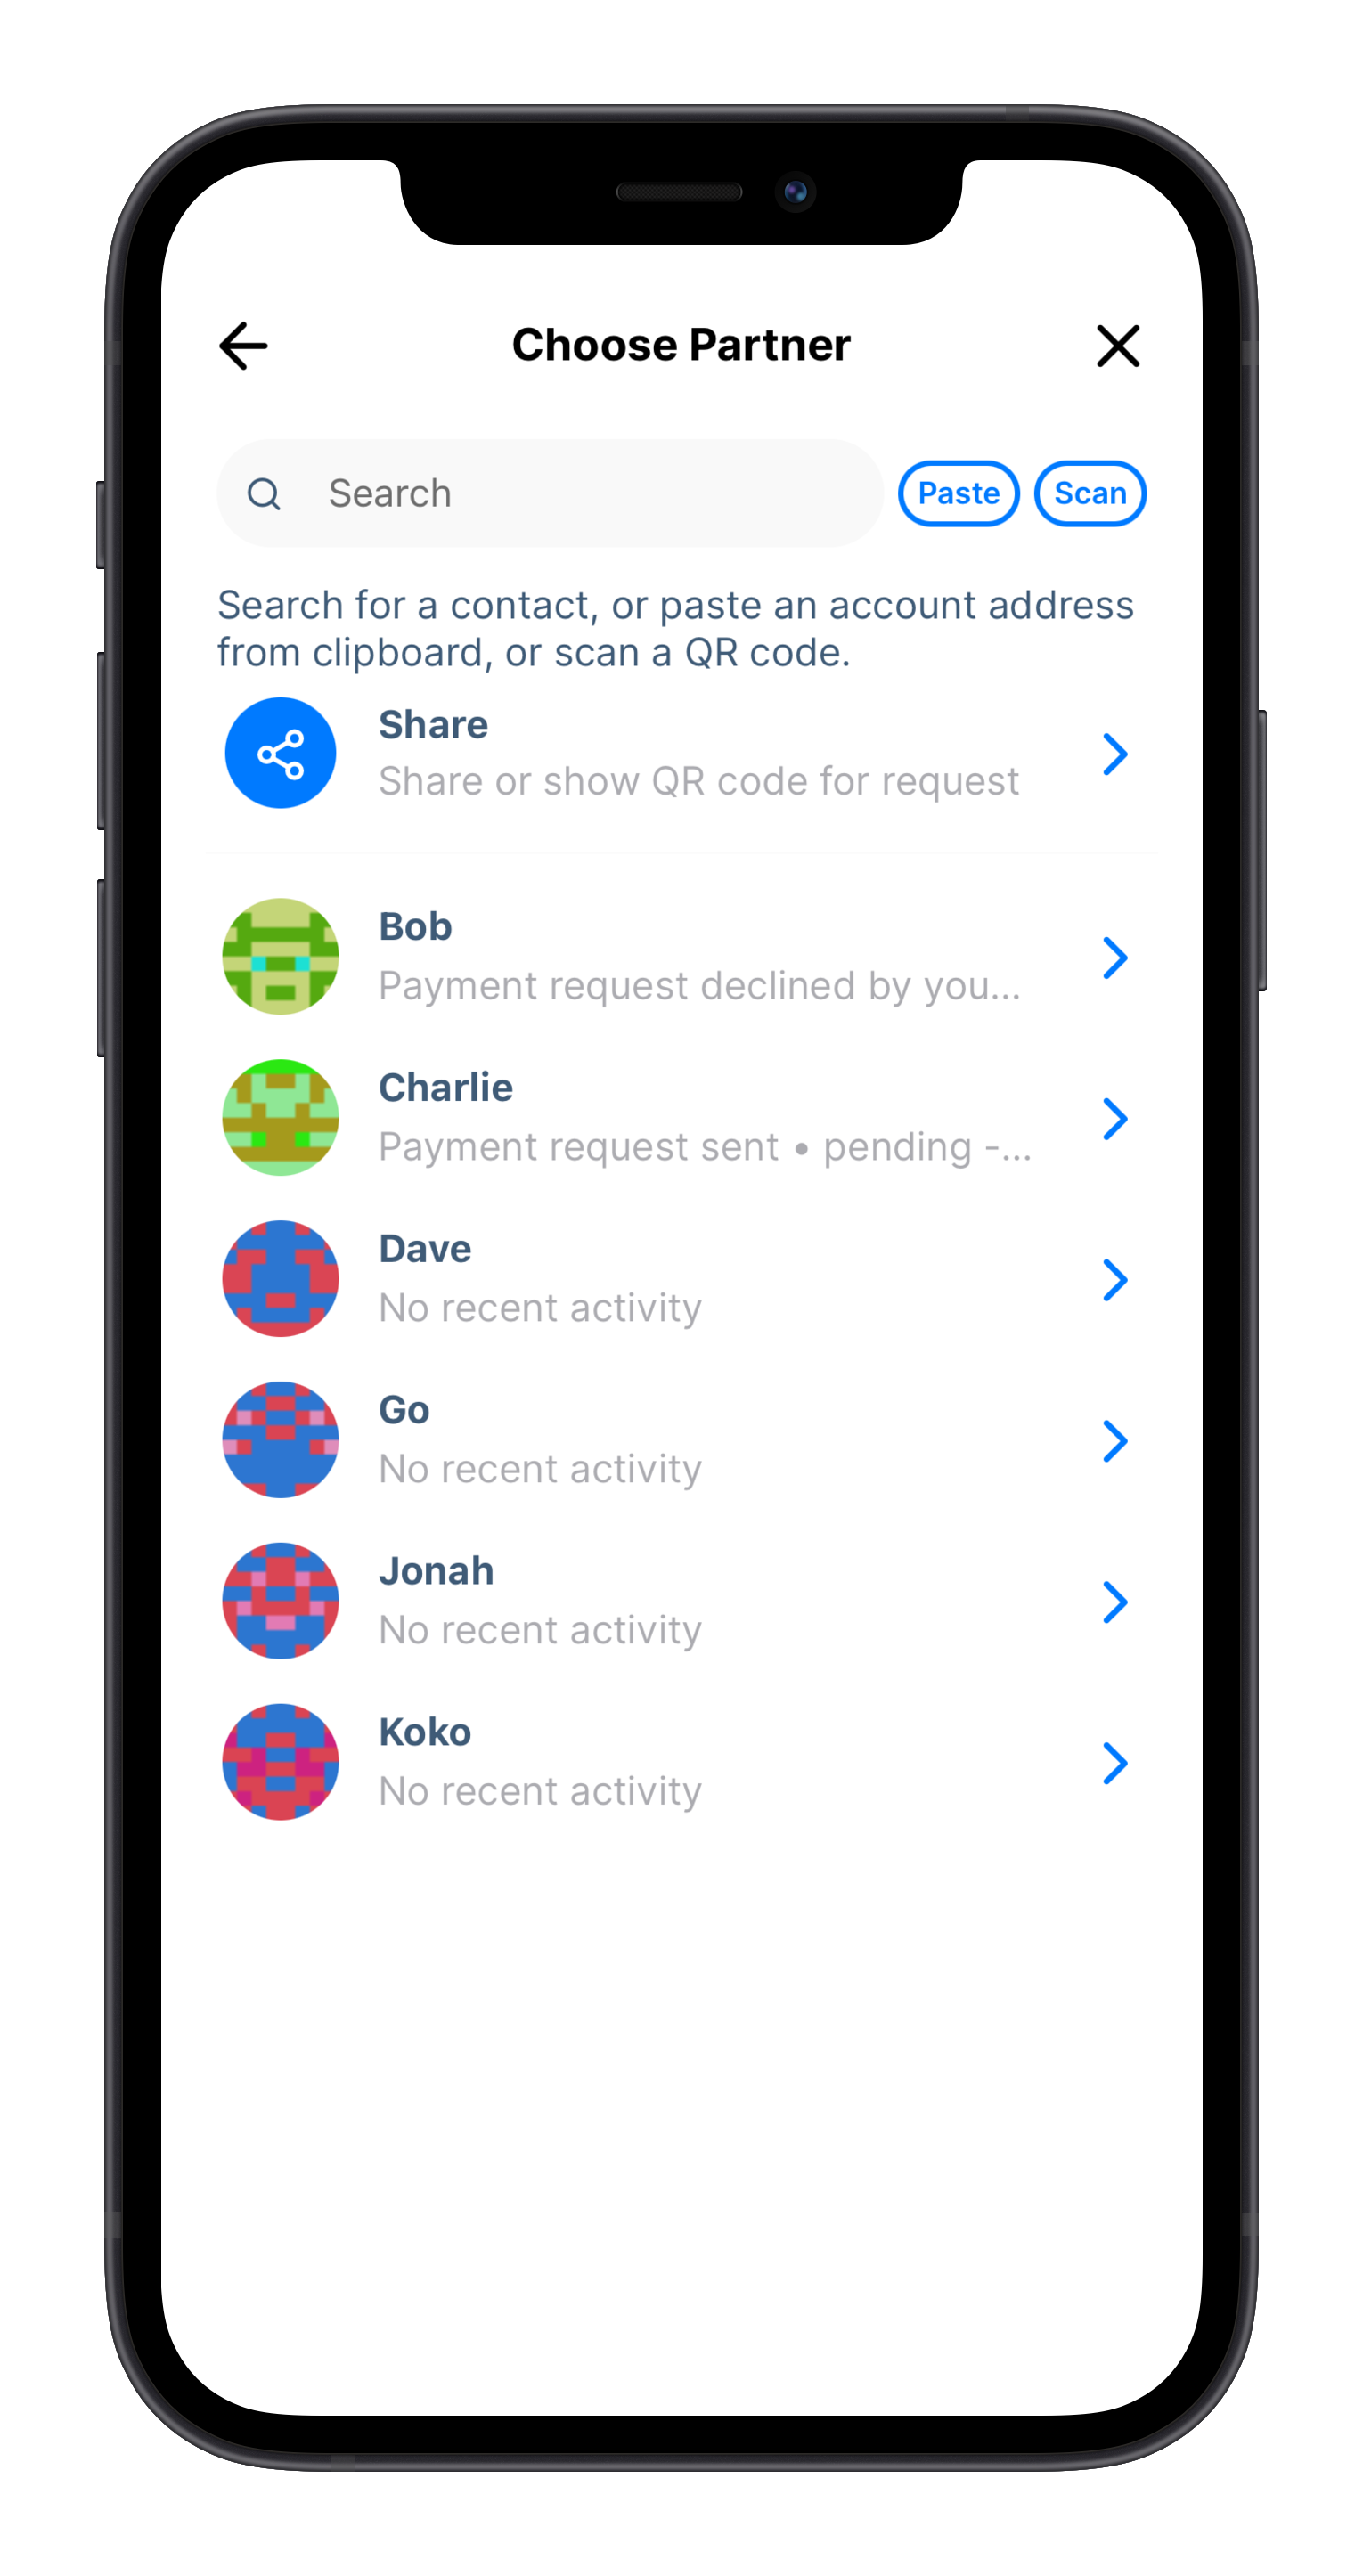 Choose Partner
Search
Paste
Scan
Search for a contact, or paste an account address
from clipboard, or scan a QR code.
Share
Share or show QR code for request
Bob
Payment request declined by you...
Charlie
Payment request sent • pending -...
Dave
No recent activity
Go
No recent activity
Jonah
No recent activity
Koko
No recent activity